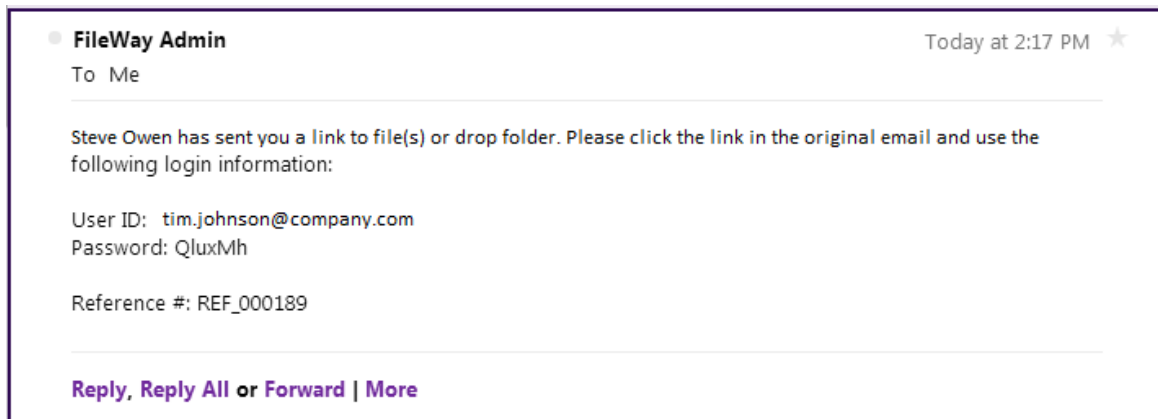 FileWay Admin Today at 2:17 PM
To Me
Steve Owen has sent you a link to file(s) or drop folder. Please click the link in the original email and use the
following login information:
User ID: tim.johnson@company.com
Password: QluxMh
Reference #: REF_000189
Reply, Reply All or Forward | More